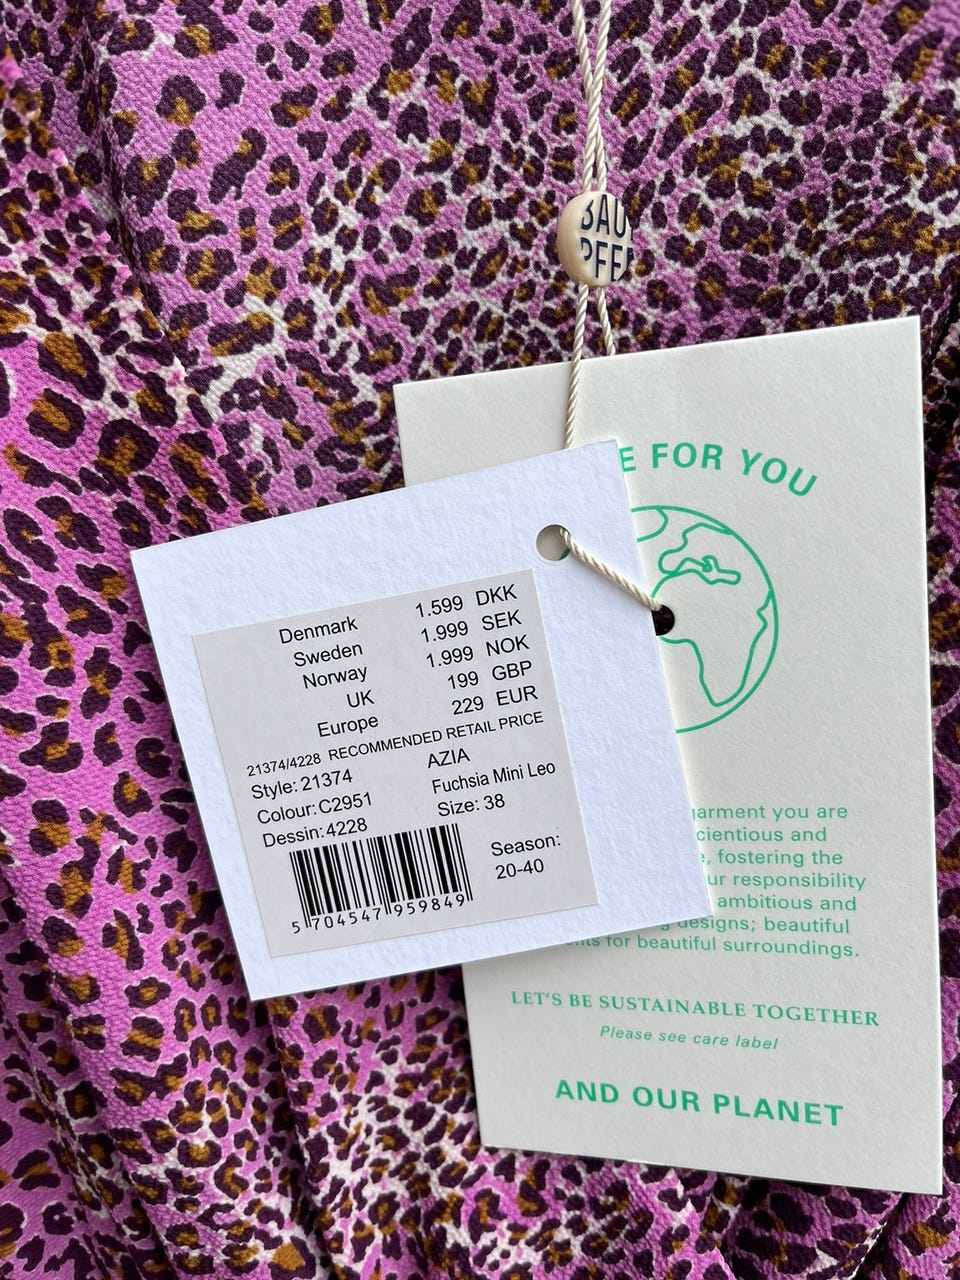 BAU
PFE
FOR YOU
Denmark 1.599 DKK
Sweden 1.999 SEK
Norway 1.999 NOK
UK 199 GBP
Europe 229 EUR
21374/4228 RECOMMENDED RETAIL PRICE
Style: 21374 AZIA
Colour: C2951 Fuchsia Mini Leo
Dessin: 4228 Size: 38
Season:
20-40
5 704547 959849
garment you are
cientious and
, fostering the
ur responsibility
ambitious and
designs; beautiful
for beautiful surroundings.
LET'S BE SUSTAINABLE TOGETHER
Please see care label
AND OUR PLANET